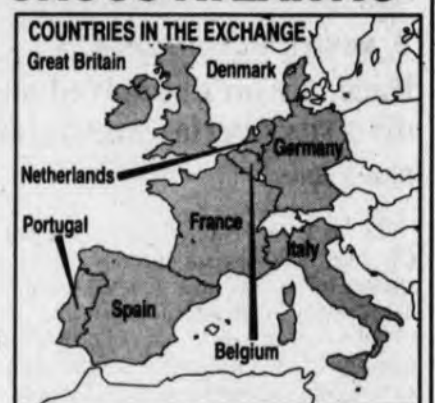 COUNTRIES IN THE EXCHANGE
Great Britain
Denmark
Germany
Netherlands
Portugal
France
Italy
Spain
Belgium